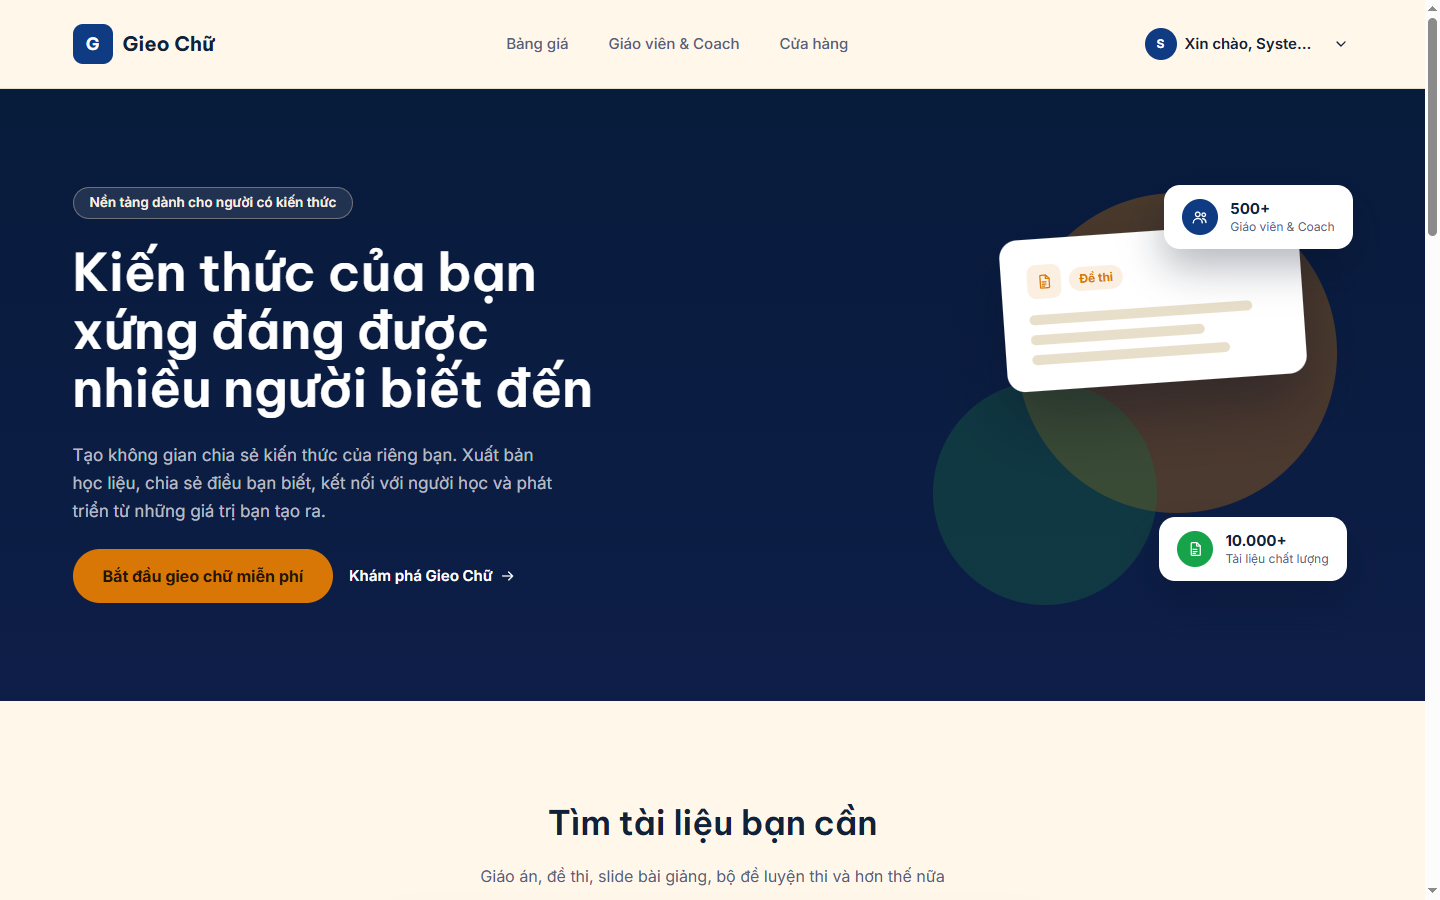 G Gieo Chữ
Bảng giá
Giáo viên & Coach
Cửa hàng
S Xin chào, Syste...
Nền tảng dành cho người có kiến thức
Kiến thức của bạn
xứng đáng được
nhiều người biết đến
Tạo không gian chia sẻ kiến thức của riêng bạn. Xuất bản
học liệu, chia sẻ điều bạn biết, kết nối với người học và phát
triển từ những giá trị bạn tạo ra.
Bắt đầu gieo chữ miễn phí
Khám phá Gieo Chữ →
500+
Giáo viên & Coach
Đề thi
10.000+
Tài liệu chất lượng
Tìm tài liệu bạn cần
Giáo án, đề thi, slide bài giảng, bộ đề luyện thi và hơn thế nữa